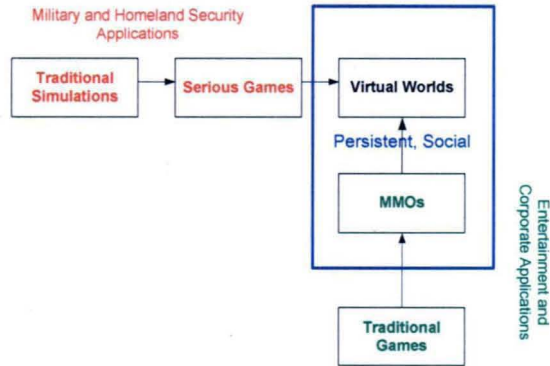 Military and Homeland Security
Applications
Traditional
Simulations
Serious Games
Virtual Worlds
Persistent, Social
MMOs
Entertainment and
Corporate Applications
Traditional
Games